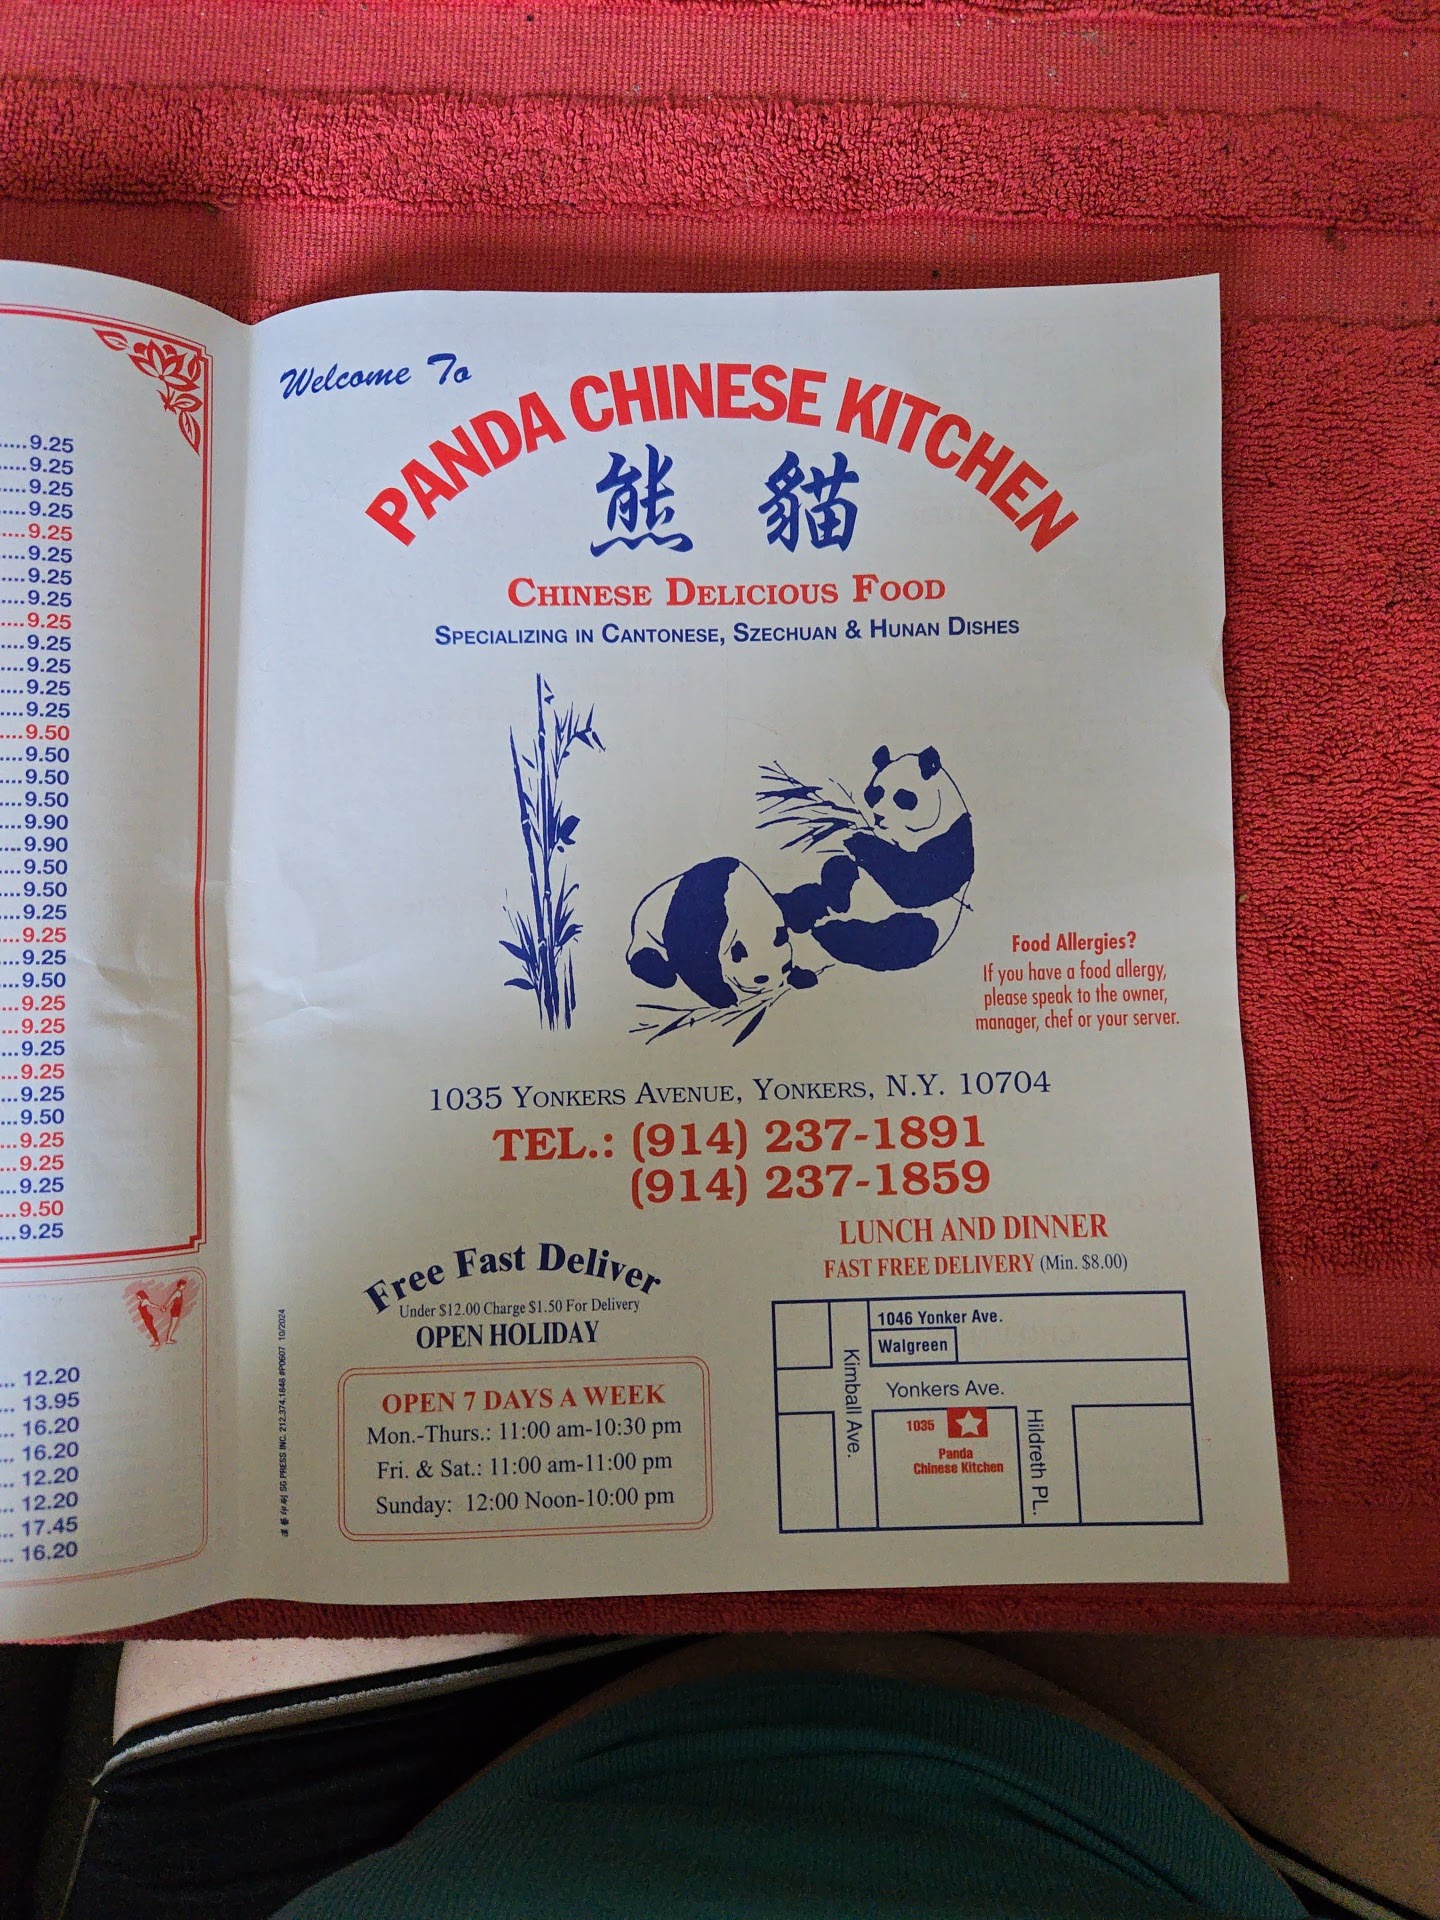 .....9.25
....9.25
....9.25
....9.25
....9.25
....9.25
....9.25
....9.25
....9.25
....9.25
....9.25
....9.25
....9.25
....9.50
....9.50
....9.50
....9.50
....9.90
....9.90
....9.50
....9.50
....9.25
....9.25
...9.25
...9.50
...9.25
...9.25
...9.25
...9.25
...9.25
...9.50
...9.25
...9.25
...9.25
...9.50
...9.25
... 12.20
... 13.95
... 16.20
... 16.20
... 12.20
... 12.20
... 17.45
... 16.20
Welcome To
PANDA CHINESE KITCHEN
熊 貓
CHINESE DELICIOUS FOOD
SPECIALIZING IN CANTONESE, SZECHUAN & HUNAN DISHES
Food Allergies?
If you have a food allergy,
please speak to the owner,
manager, chef or your server.
1035 YONKERS AVENUE, YONKERS, N.Y. 10704
TEL.: (914) 237-1891
(914) 237-1859
Free Fast Deliver
Under $12.00 Charge $1.50 For Delivery
OPEN HOLIDAY
OPEN 7 DAYS A WEEK
Mon.-Thurs.: 11:00 am-10:30 pm
Fri. & Sat.: 11:00 am-11:00 pm
Sunday: 12:00 Noon-10:00 pm
SG PRESS INC. 212.374.1848 #P0607 10/2024
LUNCH AND DINNER
FAST FREE DELIVERY (Min. $8.00)
1046 Yonker Ave.
Walgreen
Kimball Ave.
Yonkers Ave.
1035
Panda
Chinese Kitchen
Hildreth PL.